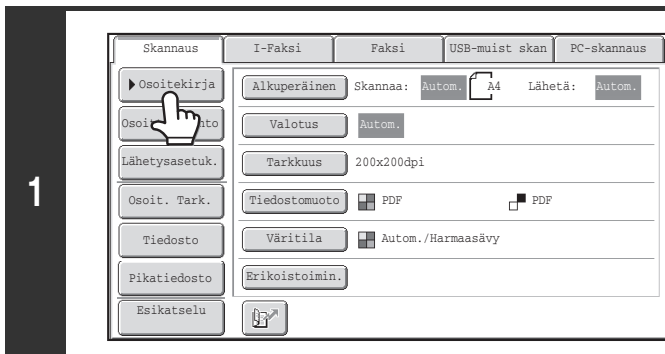 1
Skannaus I-Faksi Faksi USB-muist skan PC-skannaus
Osoitekirja Alkuperäinen Skannaa: Autom. A4 Lähetä: Autom.
Valotus Autom.
Lähetysasetuk. Tarkkuus 200x200dpi
Osoit. Tark. Tiedostomuoto PDF PDF
Tiedosto Väritila Autom./Harmaasävy
Pikatiedosto Erikoistoimin.
Esikatselu